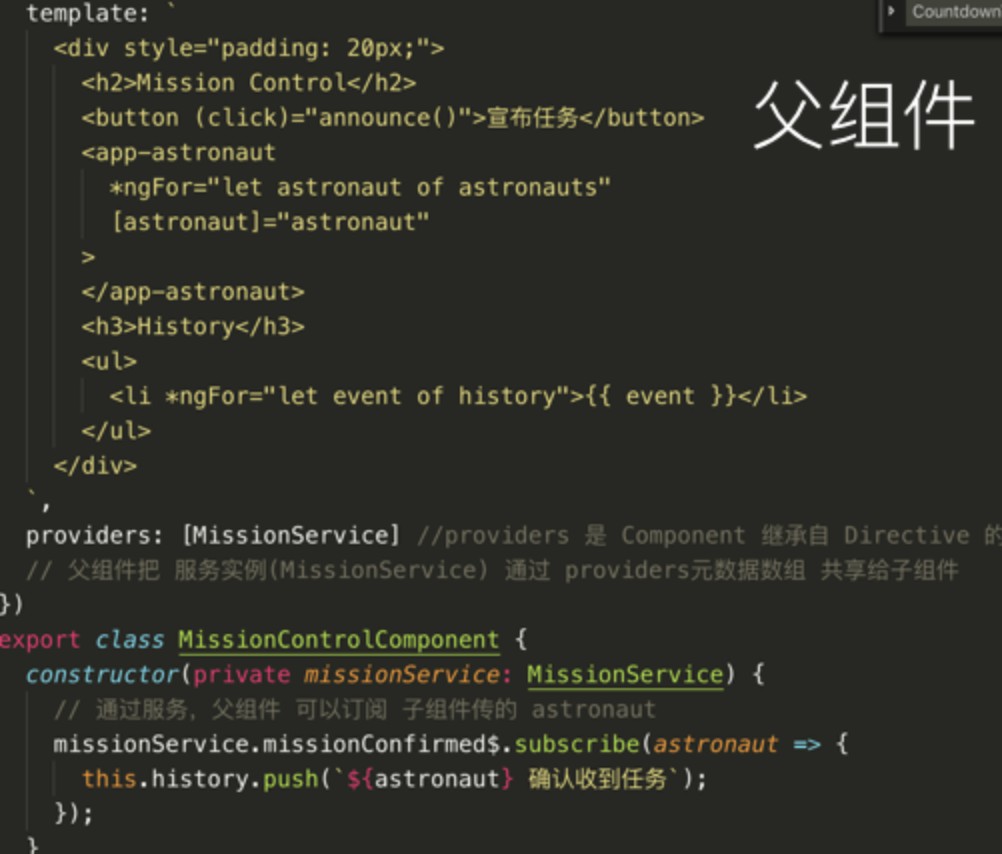 template: `
Countdown
<div style="padding: 20px;">
<h2>Mission Control</h2>
<button (click)="announce()">宣布任务</button>
父组件
<app-astronaut
*ngFor="let astronaut of astronauts"
[astronaut]="astronaut"
>
</app-astronaut>
<h3>History</h3>
<ul>
<li *ngFor="let event of history">{{ event }}</li>
</ul>
</div>
`,
providers: [MissionService] //providers 是 Component 继承自 Directive 的
// 父组件把 服务实例(MissionService) 通过 providers元数据数组 共享给子组件
})
export class MissionControlComponent {
constructor(private missionService: MissionService) {
// 通过服务, 父组件 可以订阅 子组件传的 astronaut
missionService.missionConfirmed$.subscribe(astronaut => {
this.history.push(`${astronaut} 确认收到任务`);
});
}